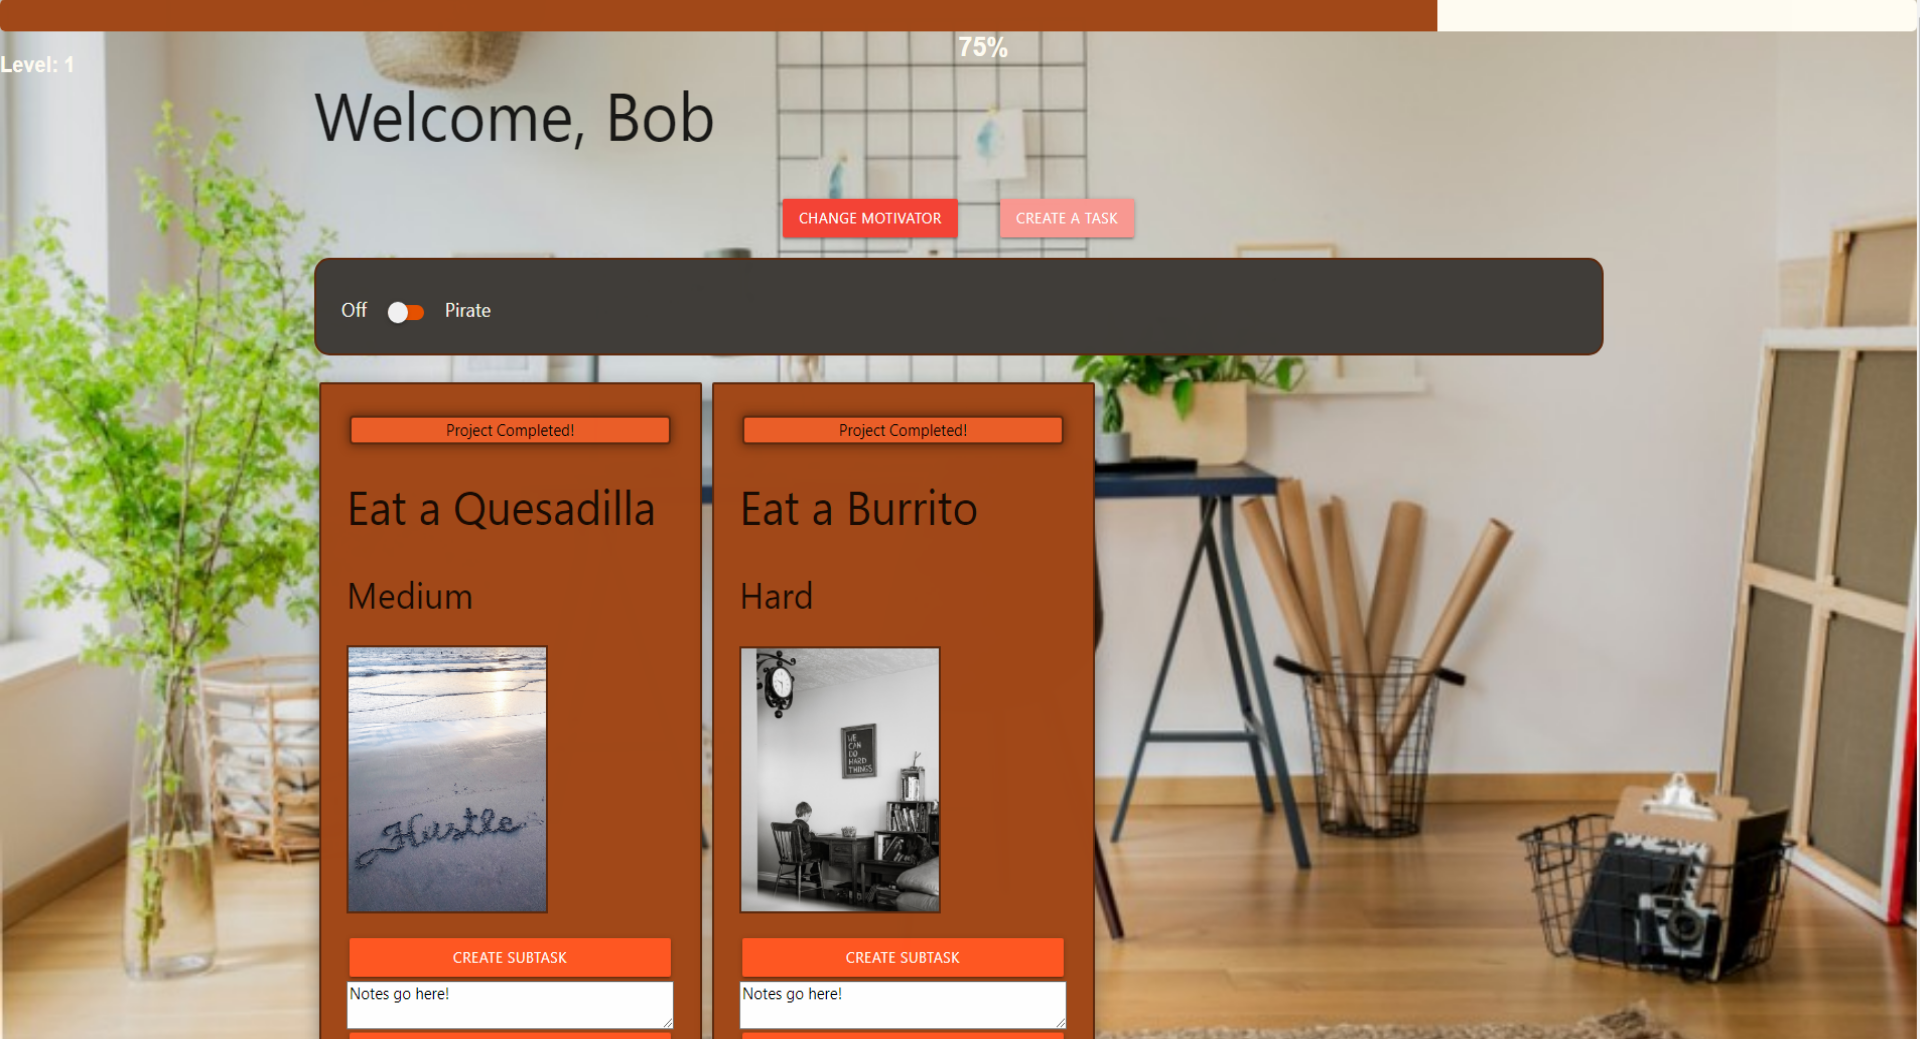 75%
Level: 1
Welcome, Bob
CHANGE MOTIVATOR
CREATE A TASK
Off
Pirate
Project Completed!
Eat a Quesadilla
Medium
Hustle
CREATE SUBTASK
Notes go here!
Project Completed!
Eat a Burrito
Hard
WE
CAN
DO
HARD
THINGS
CREATE SUBTASK
Notes go here!